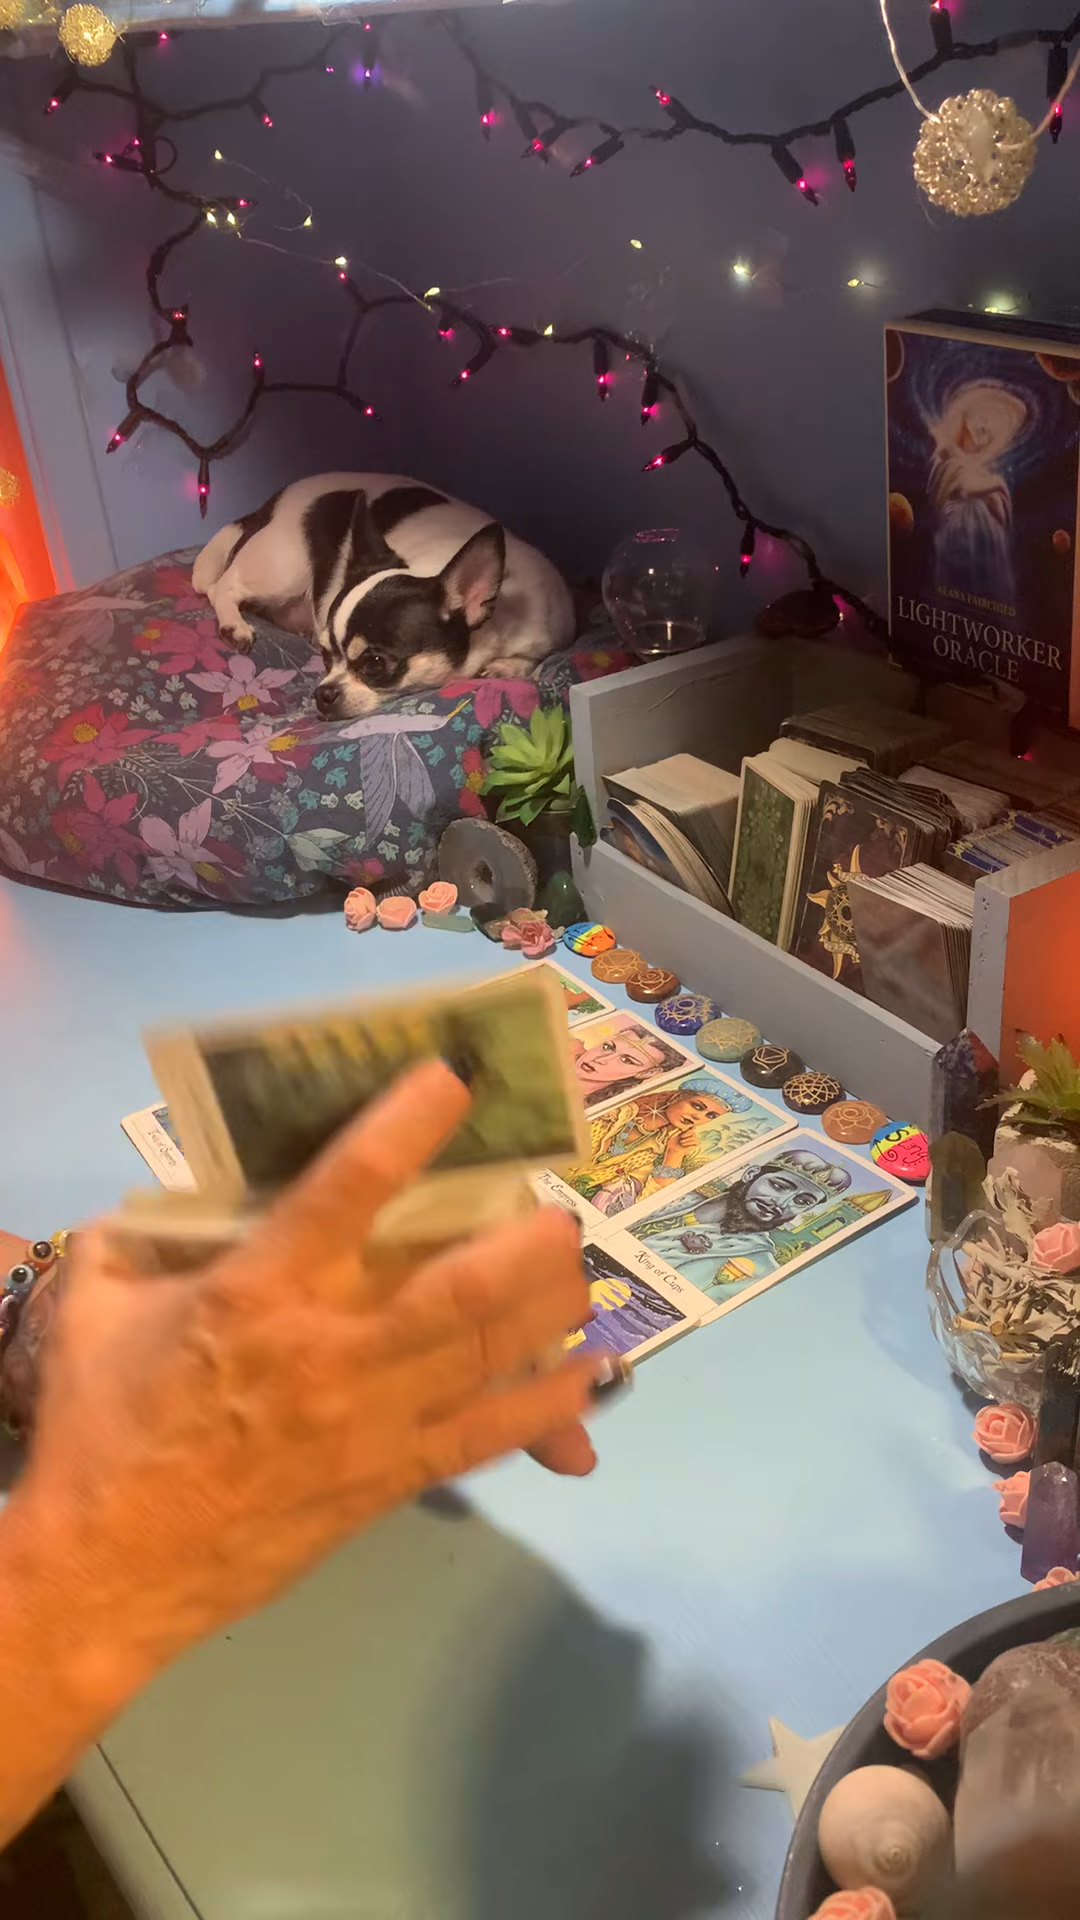 ALANA FAIRCHILD
LIGHTWORKER
ORACLE
The Empress
King of Cups